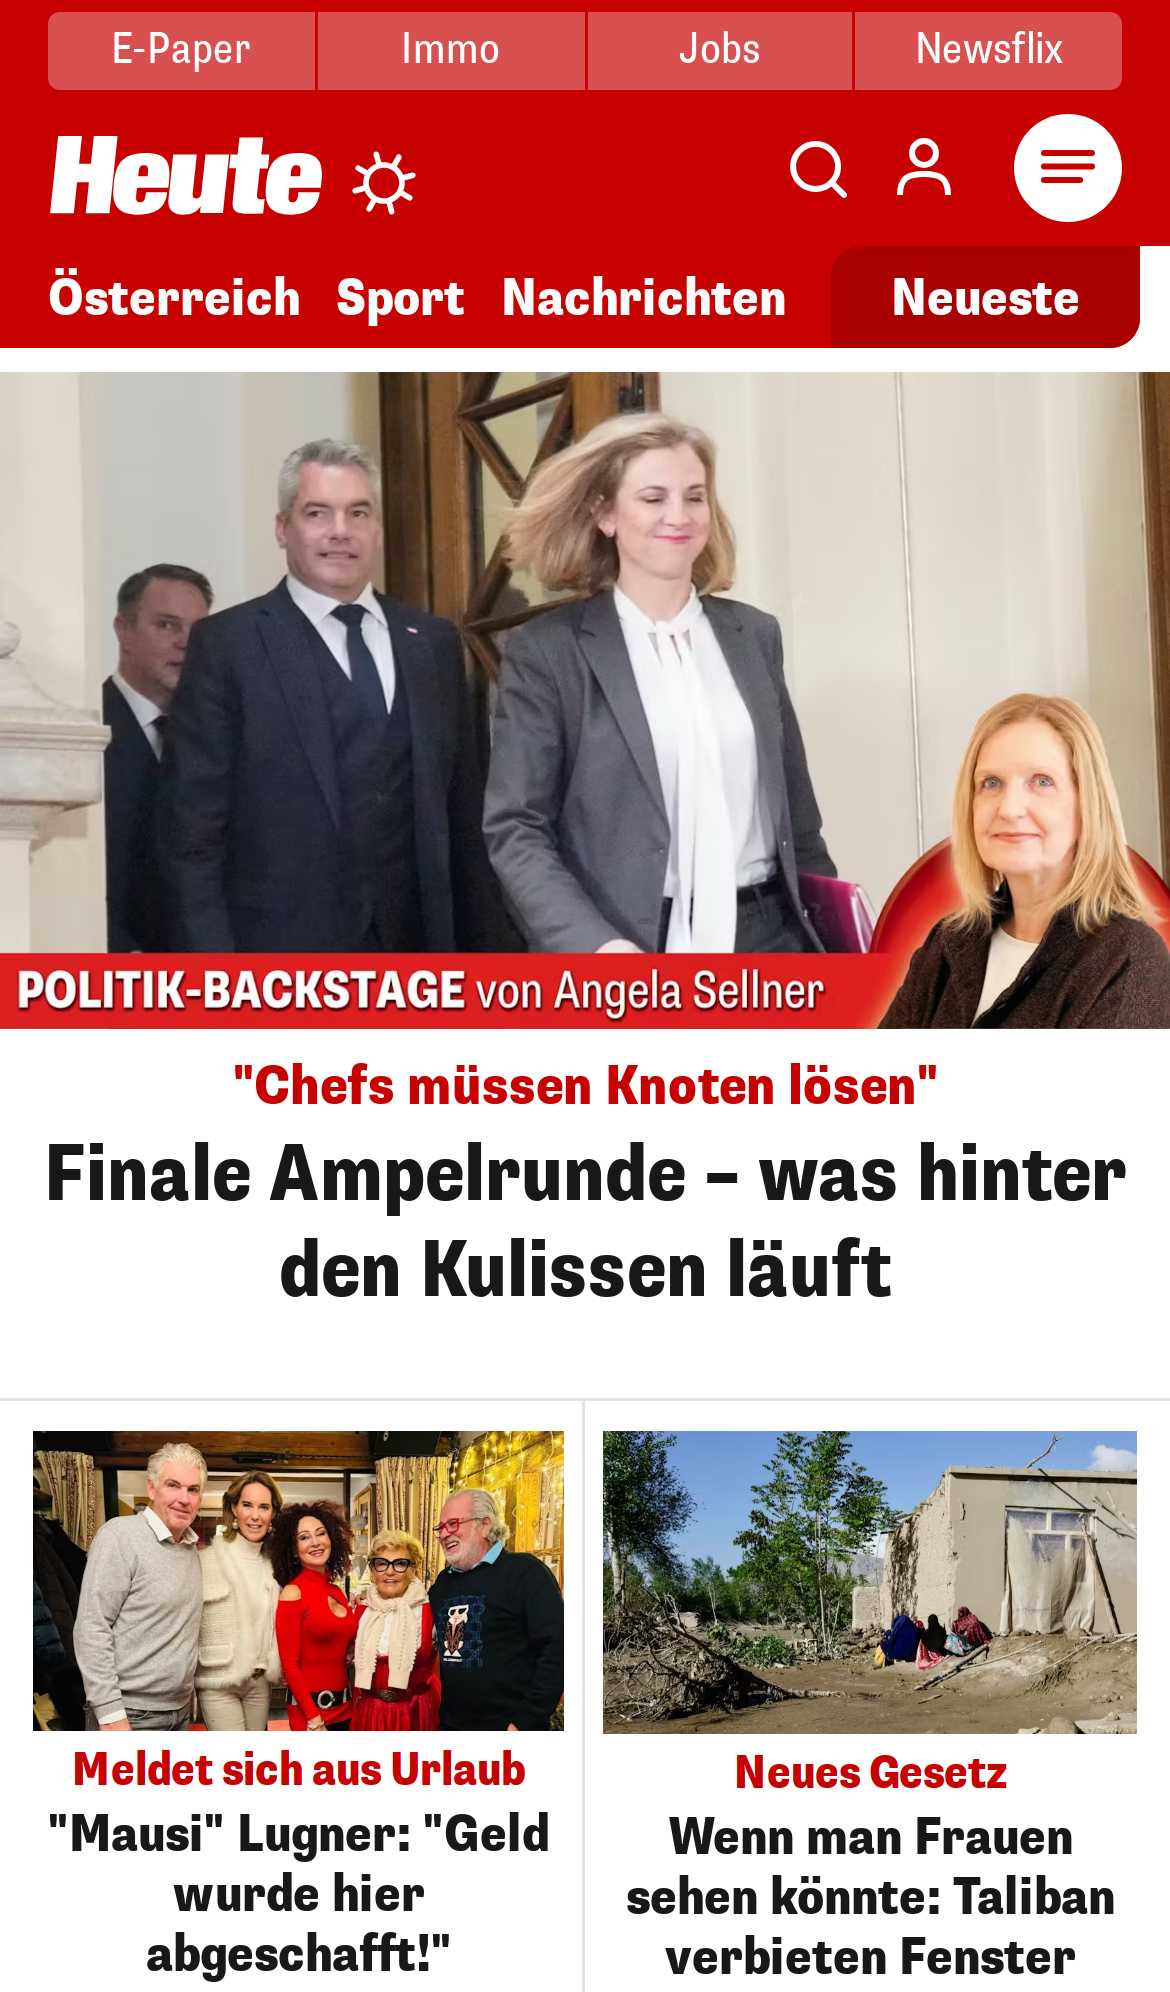 E-Paper
Immo
Jobs
Newsflix
Heute
Österreich
Sport
Nachrichten
Neueste
POLITIK-BACKSTAGE von Angela Sellner
"Chefs müssen Knoten lösen"
Finale Ampelrunde – was hinter
den Kulissen läuft
Meldet sich aus Urlaub
"Mausi" Lugner: "Geld
wurde hier
abgeschafft!"
Neues Gesetz
Wenn man Frauen
sehen könnte: Taliban
verbieten Fenster